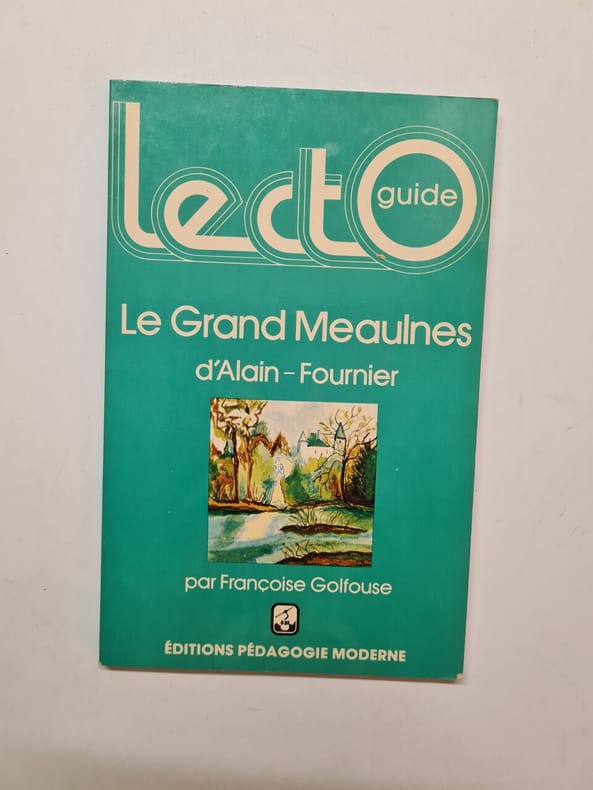 lectO
guide
Le Grand Meaulnes
d'Alain – Fournier
par Françoise Golfouse
ÉDITIONS PÉDAGOGIE MODERNE